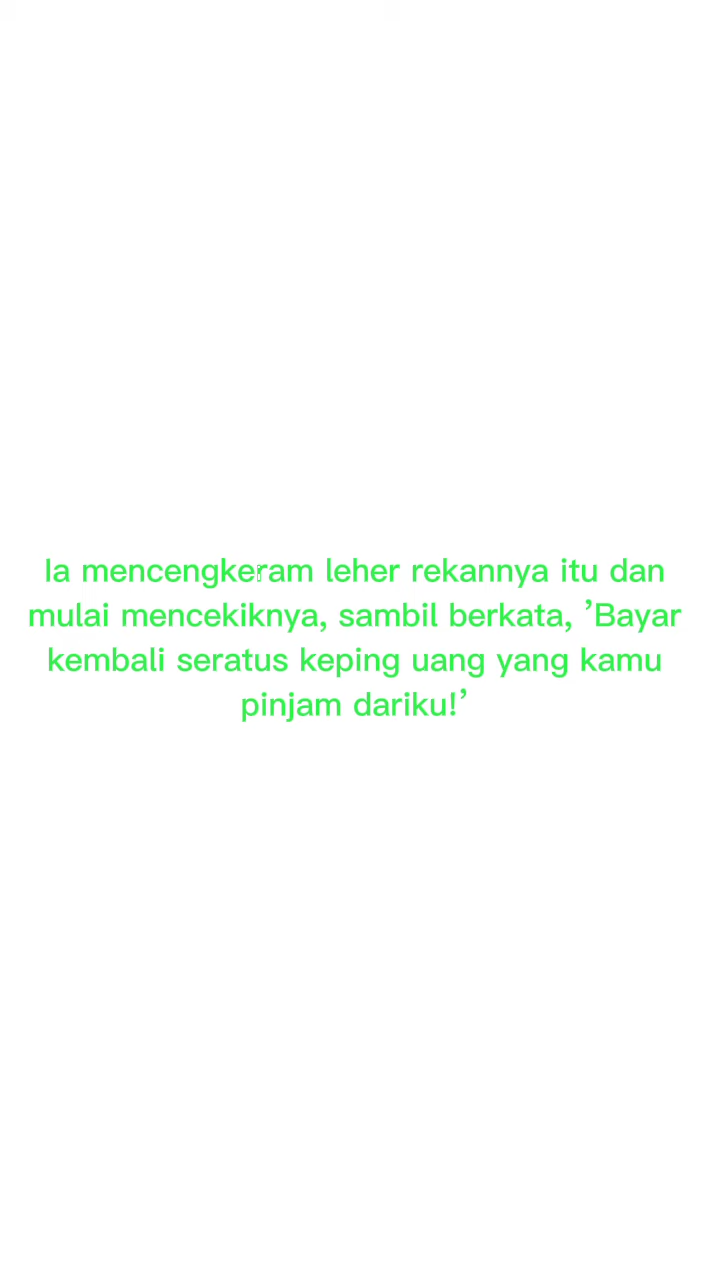 Ia mencengkeram leher rekannya itu dan
mulai mencekiknya, sambil berkata, ’Bayar
kembali seratus keping uang yang kamu
pinjam dariku!’